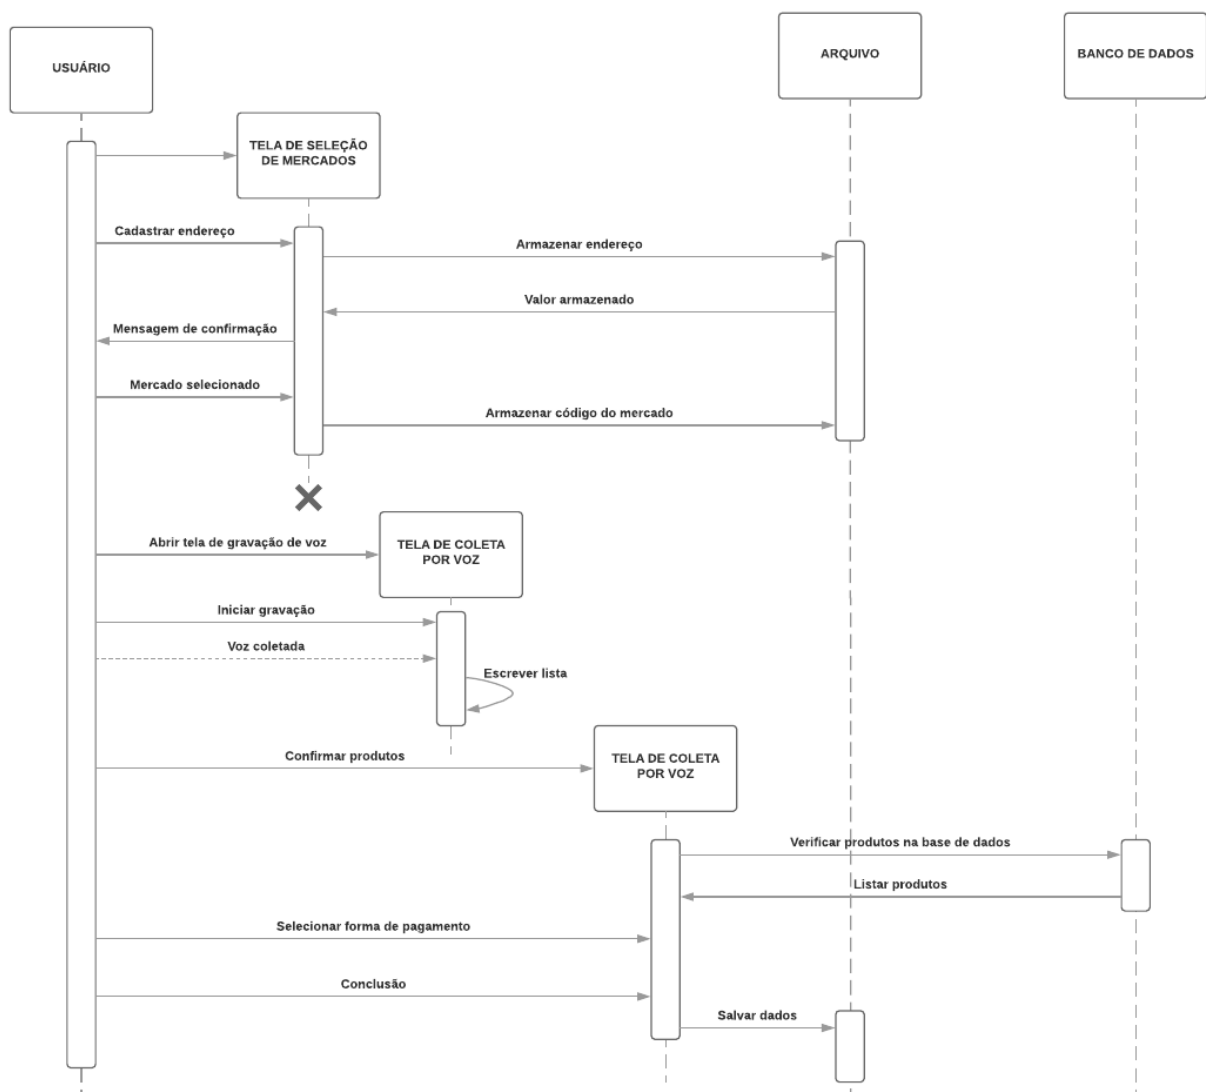 USUÁRIO
ARQUIVO
BANCO DE DADOS
TELA DE SELEÇÃO
DE MERCADOS
Cadastrar endereço
Armazenar endereço
Valor armazenado
Mensagem de confirmação
Mercado selecionado
Armazenar código do mercado
Abrir tela de gravação de voz
TELA DE COLETA
POR VOZ
Iniciar gravação
Voz coletada
Escrever lista
Confirmar produtos
TELA DE COLETA
POR VOZ
Verificar produtos na base de dados
Listar produtos
Selecionar forma de pagamento
Conclusão
Salvar dados